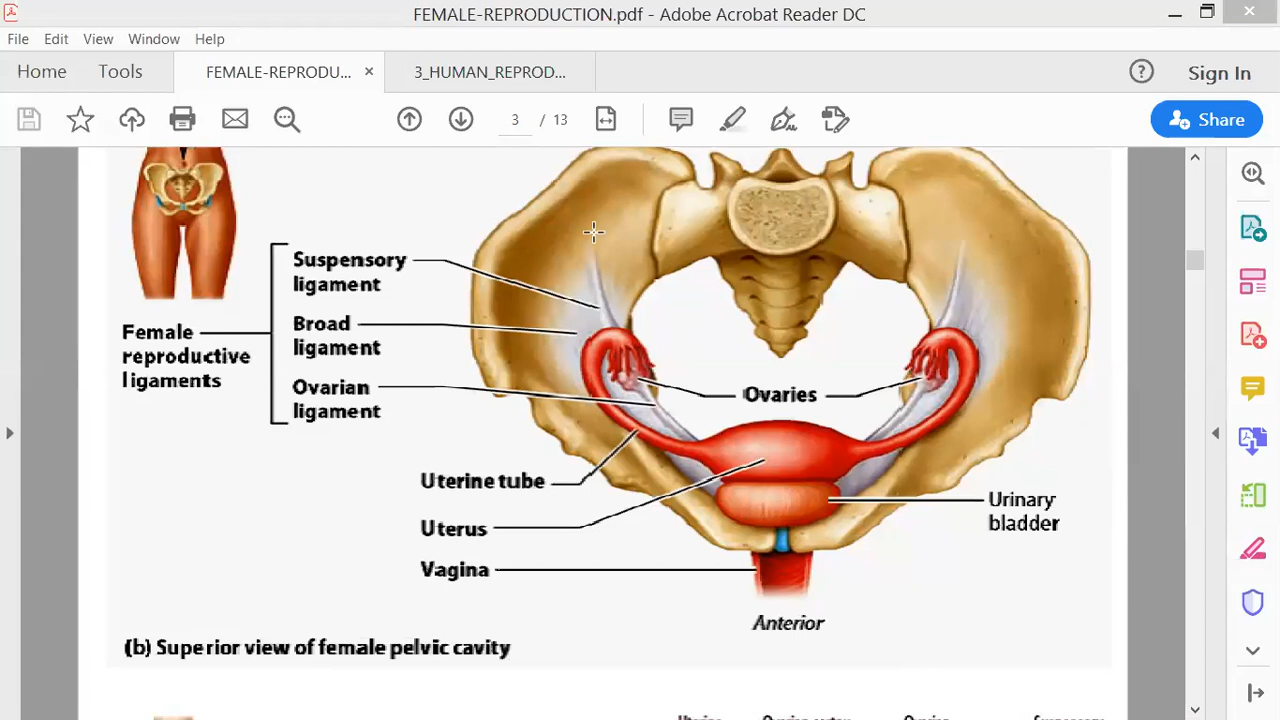 FEMALE-REPRODUCTION.pdf - Adobe Acrobat Reader DC
File Edit View Window Help
Home Tools FEMALE-REPRODU... × 3_HUMAN_REPROD... Sign In
3 / 13 Share
Suspensory
ligament
Broad
ligament
Female
reproductive
ligaments
Ovarian
ligament
Ovaries
Uterine tube
Uterus
Vagina
Urinary
bladder
Anterior
(b) Superior view of female pelvic cavity